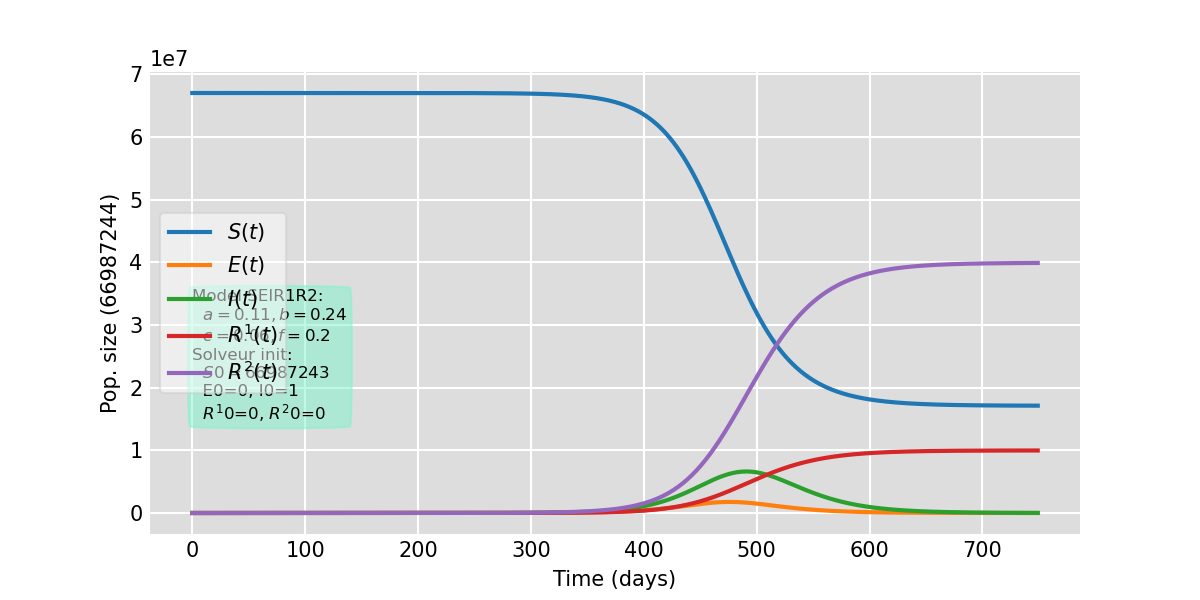 1e7
7
6
5
4
3
2
1
0
Pop. size (66987244)
S(t)
E(t)
I(t)
R¹(t)
R²(t)
Model SEIR1R2:
a = 0.11, b = 0.24
f = 0.2
Solveur init:
S0=66987243
E0=0, I0=1
R¹0=0, R²0=0
0 100 200 300 400 500 600 700
Time (days)